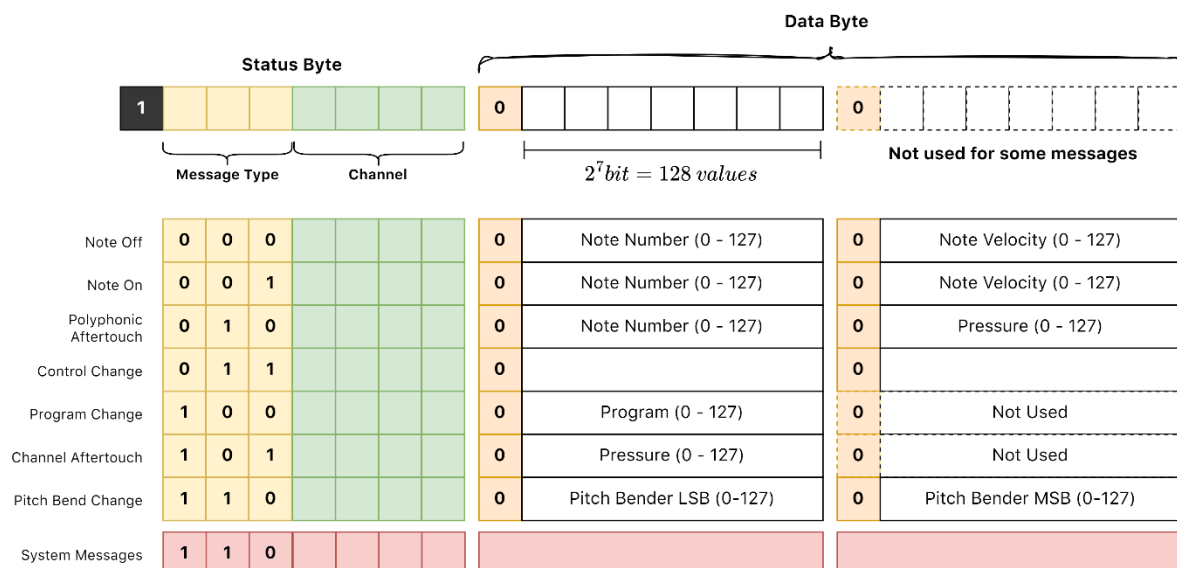 Data Byte
Status Byte
1 0 0
Message Type Channel 2^7 bit = 128 values Not used for some messages
Note Off 0 0 0 0 Note Number (0 - 127) 0 Note Velocity (0 - 127)
Note On 0 0 1 0 Note Number (0 - 127) 0 Note Velocity (0 - 127)
Polyphonic
Aftertouch 0 1 0 0 Note Number (0 - 127) 0 Pressure (0 - 127)
Control Change 0 1 1 0 0
Program Change 1 0 0 0 Program (0 - 127) 0 Not Used
Channel Aftertouch 1 0 1 0 Pressure (0 - 127) 0 Not Used
Pitch Bend Change 1 1 0 0 Pitch Bender LSB (0-127) 0 Pitch Bender MSB (0-127)
System Messages 1 1 0